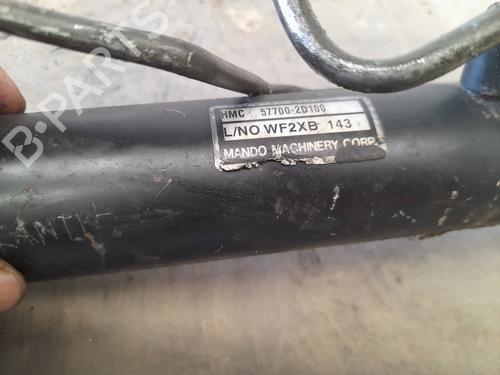 B-PARTS
HMC 57700-2D100
L/NO WF2XB 143
MANDO MACHINERY CORP